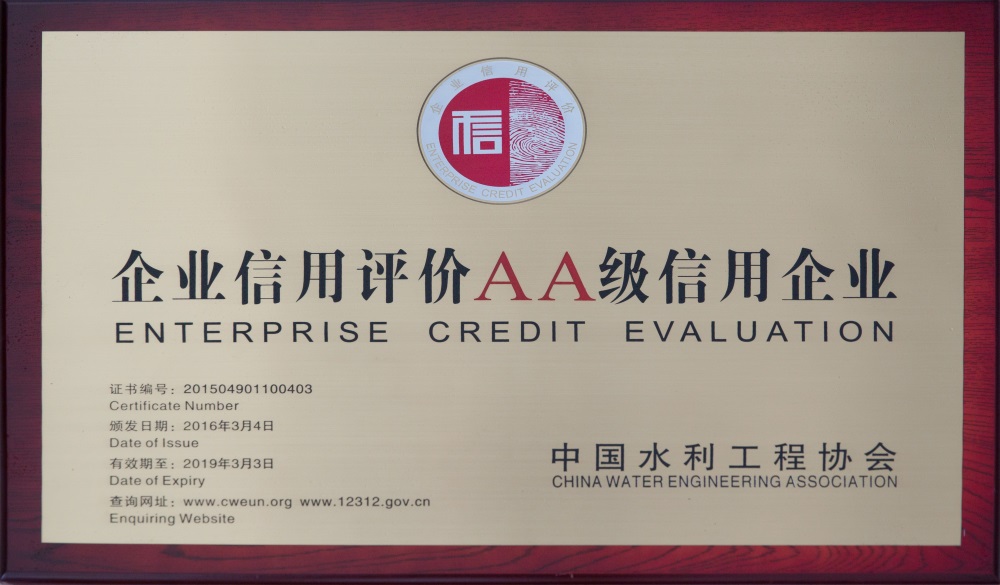 企业信用评价
信
ENTERPRISE CREDIT EVALUATION
企业信用评价AA级信用企业
ENTERPRISE CREDIT EVALUATION
证书编号：201504901100403
Certificate Number
颁发日期：2016年3月4日
Date of Issue
有效期至：2019年3月3日
Date of Expiry
查询网址：www.cweun.org www.12312.gov.cn
Enquiring Website
中国水利工程协会
CHINA WATER ENGINEERING ASSOCIATION